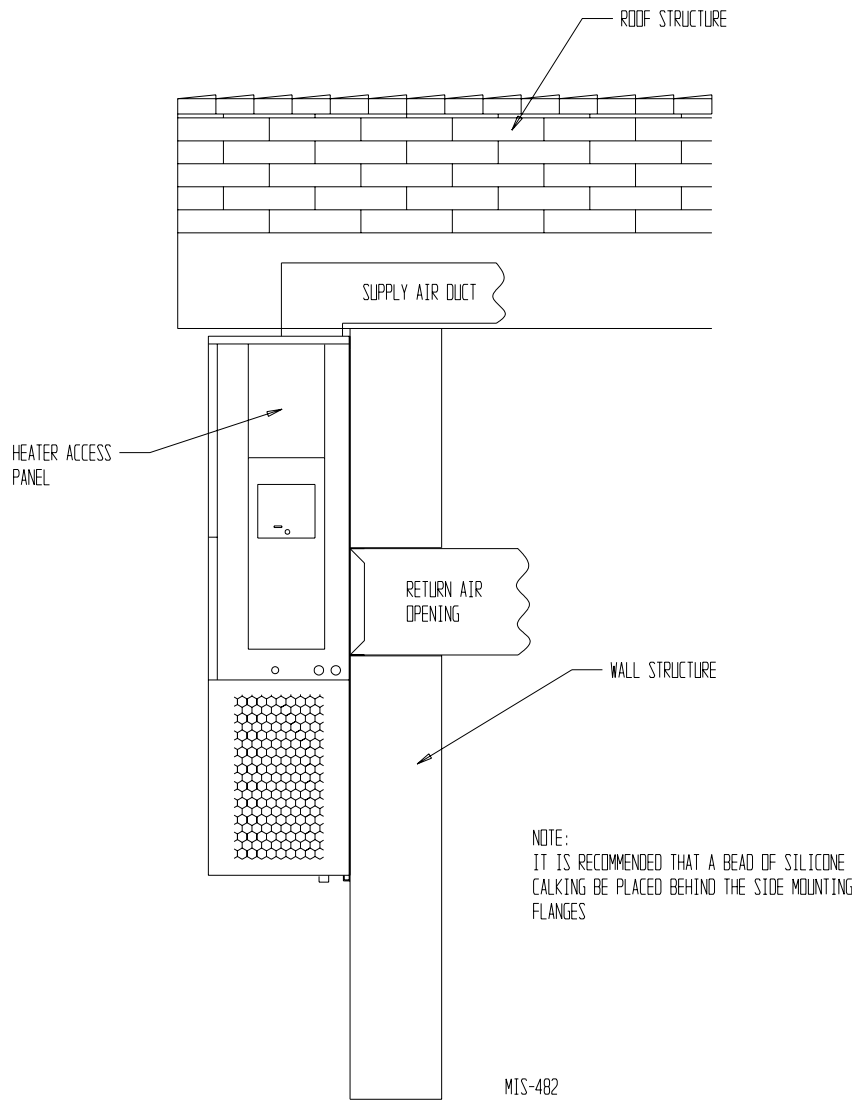 ROOF STRUCTURE
SUPPLY AIR DUCT
HEATER ACCESS
PANEL
RETURN AIR
OPENING
WALL STRUCTURE
NOTE:
IT IS RECOMMENDED THAT A BEAD OF SILICONE
CALKING BE PLACED BEHIND THE SIDE MOUNTING
FLANGES
MIS-482